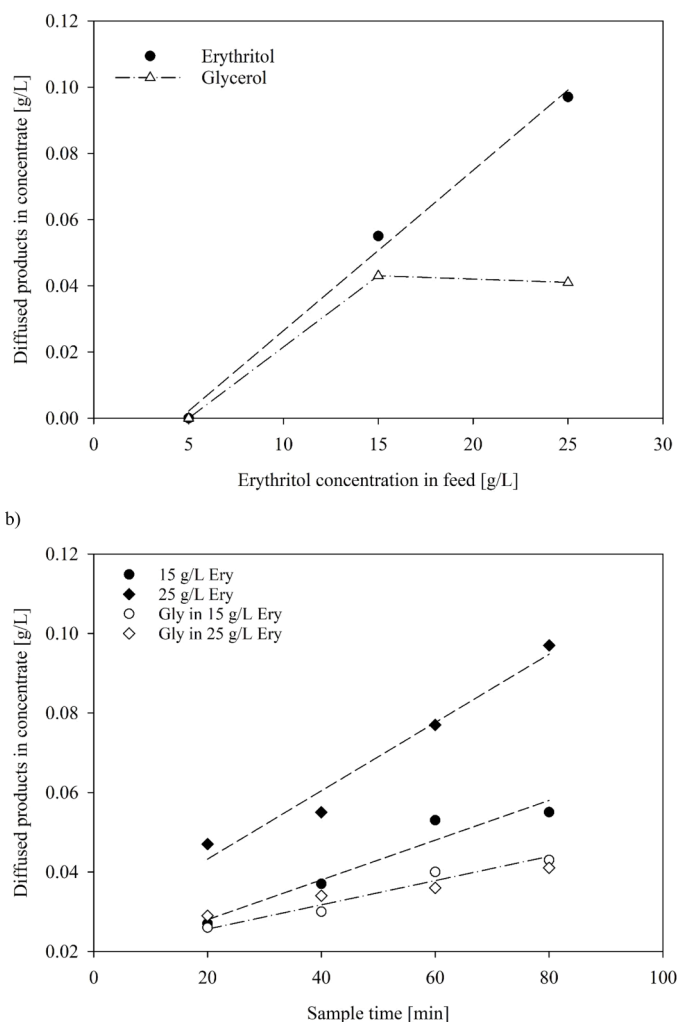 0.12
Erythritol
Glycerol
0.10
0.08
0.06
0.04
0.02
0.00
Diffused products in concentrate [g/L]
0 5 10 15 20 25 30
Erythritol concentration in feed [g/L]
b)
0.12
15 g/L Ery
25 g/L Ery
Gly in 15 g/L Ery
Gly in 25 g/L Ery
0.10
0.08
0.06
0.04
0.02
Diffused products in concentrate [g/L]
0 20 40 60 80 100
Sample time [min]